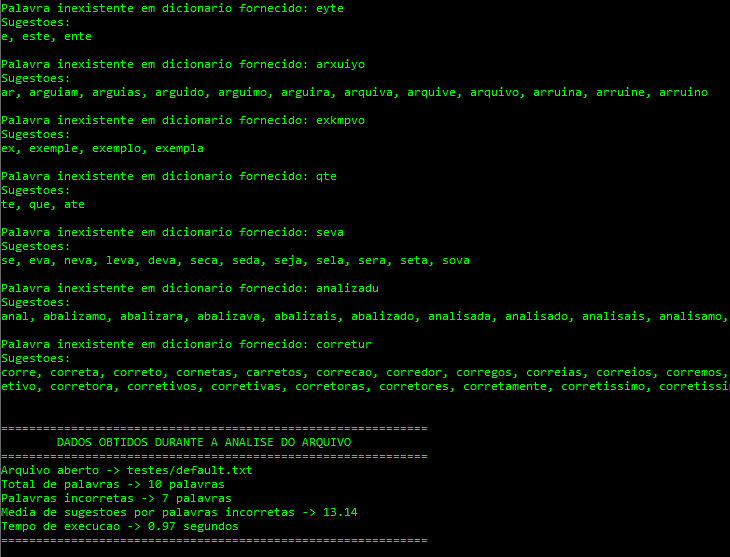 Palavra inexistente em dicionario fornecido: eyte
Sugestoes:
e, este, ente
Palavra inexistente em dicionario fornecido: arxuiyo
Sugestoes:
ar, arguiam, arguias, arguido, arguimo, arguira, arquiva, arquive, arquivo, arruina, arruine, arruino
Palavra inexistente em dicionario fornecido: exkmpvo
Sugestoes:
ex, exemple, exemplo, exempla
Palavra inexistente em dicionario fornecido: qte
Sugestoes:
te, que, ate
Palavra inexistente em dicionario fornecido: seva
Sugestoes:
se, eva, neva, leva, deva, seca, seda, seja, sela, sera, seta, sova
Palavra inexistente em dicionario fornecido: analizadu
Sugestoes:
anal, abalizamo, abalizara, abalizava, abalizais, abalizado, analisada, analisado, analisais, analisamo,
Palavra inexistente em dicionario fornecido: corretur
Sugestoes:
corre, correta, correto, cornetas, carretos, correcao, corredor, corregos, correias, correios, corremos,
etivo, corretora, corretivos, corretivas, corretoras, corretores, corretamente, corretissimo, corretissi
=============================================================
DADOS OBTIDOS DURANTE A ANALISE DO ARQUIVO
=============================================================
Arquivo aberto -> testes/default.txt
Total de palavras -> 10 palavras
Palavras incorretas -> 7 palavras
Media de sugestoes por palavras incorretas -> 13.14
Tempo de execucao -> 0.97 segundos
=============================================================